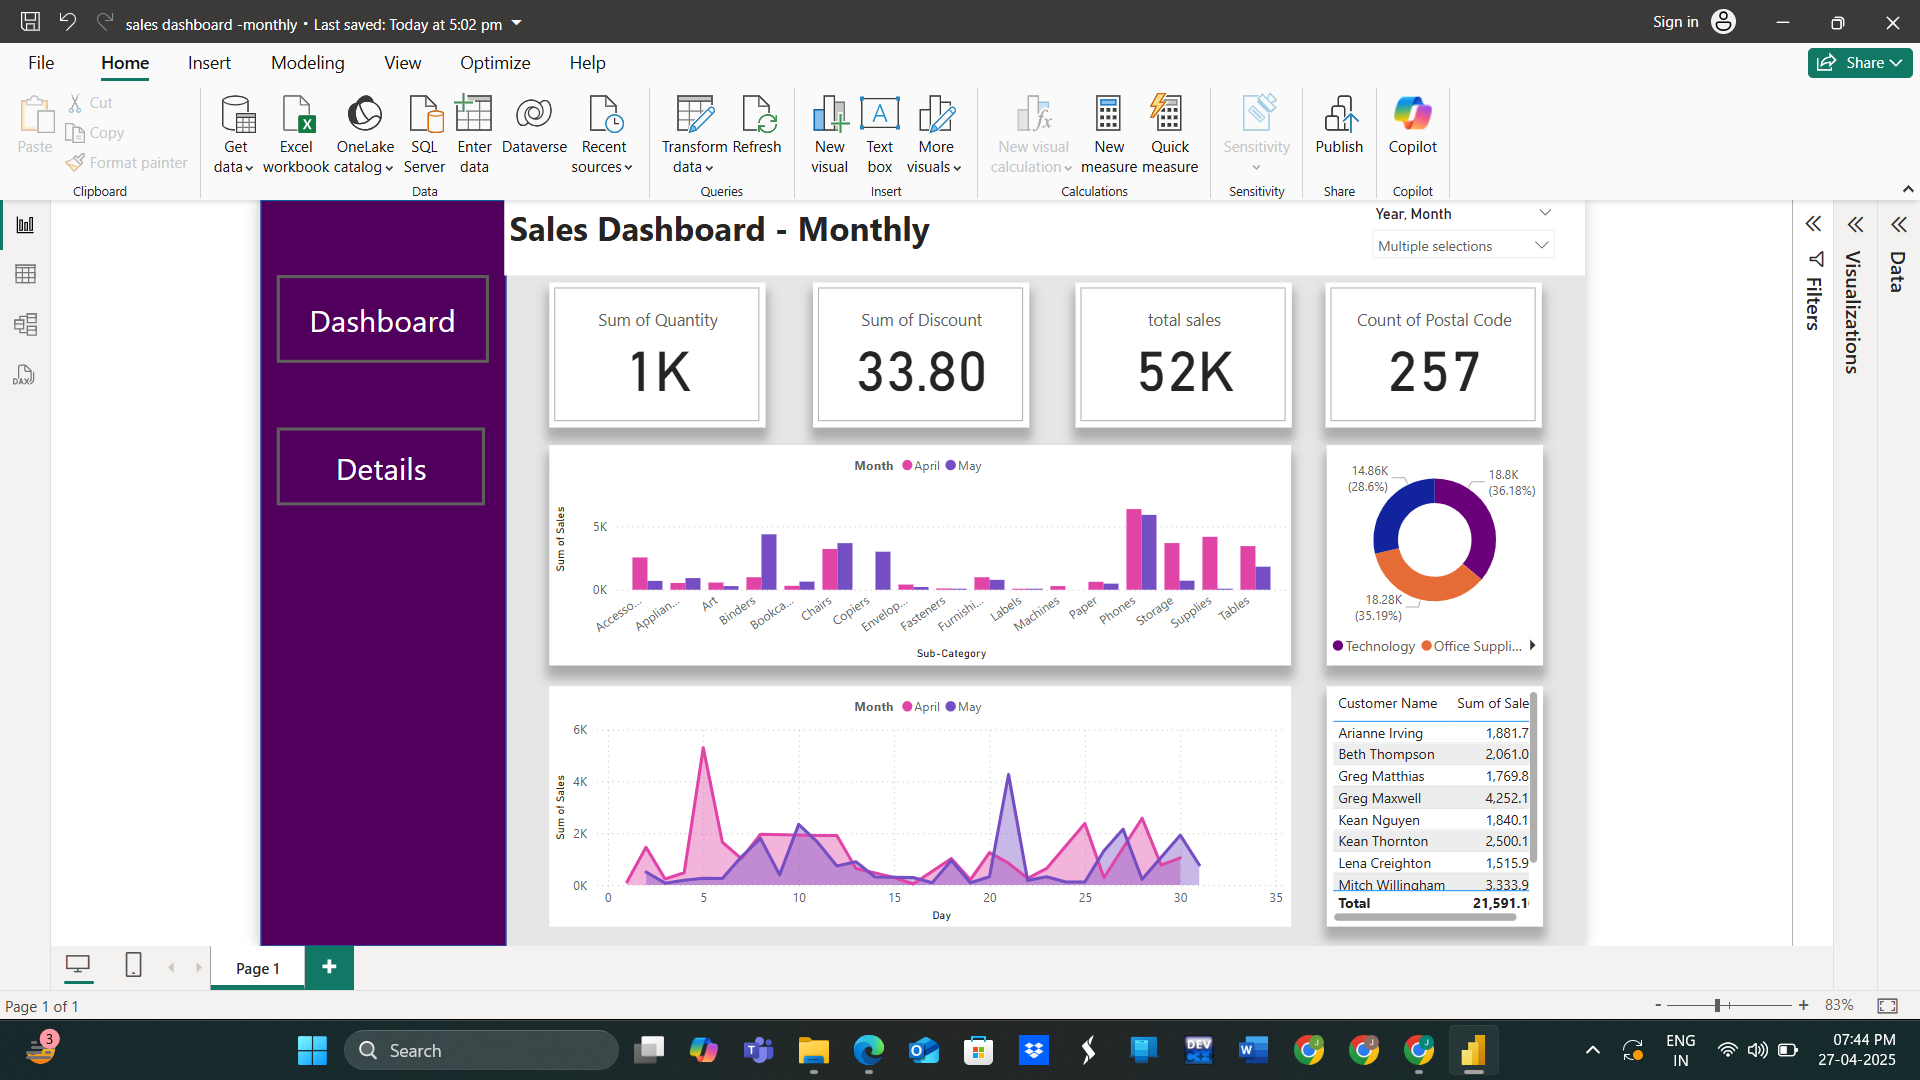 sales dashboard -monthly • Last saved: Today at 5:02 pm
Sign in
File Home Insert Modeling View Optimize Help
Share
Paste
Cut
Copy
Format painter
Clipboard
Get data
Excel workbook
OneLake catalog
SQL Server
Enter data
Dataverse
Recent sources
Data
Transform data
Refresh
Queries
New visual
Text box
More visuals
Insert
New visual calculation
New measure
Quick measure
Calculations
Sensitivity
Sensitivity
Publish
Share
Copilot
Copilot
Sales Dashboard - Monthly
Year, Month
Multiple selections
Dashboard
Details
Sum of Quantity
1K
Sum of Discount
33.80
total sales
52K
Count of Postal Code
257
Month April May
Sum of Sales
5K
0K
Accesso...
Applian...
Art
Binders
Bookca...
Chairs
Copiers
Envelop...
Fasteners
Furnishi...
Labels
Machines
Paper
Phones
Storage
Supplies
Tables
Sub-Category
14.86K
(28.6%)
18.8K
(36.18%)
18.28K
(35.19%)
Technology Office Suppli...
Month April May
Sum of Sales
6K
4K
2K
0K
0 5 10 15 20 25 30 35
Day
Customer Name Sum of Sale
Arianne Irving 1,881.7
Beth Thompson 2,061.0
Greg Matthias 1,769.8
Greg Maxwell 4,252.1
Kean Nguyen 1,840.1
Kean Thornton 2,500.1
Lena Creighton 1,515.9
Mitch Willingham 3,333.9
Total 21,591.1
Filters
Visualizations
Data
DAX
Page 1
Page 1 of 1
- + 83%
3
Search
DEV
ENG
IN
07:44 PM
27-04-2025